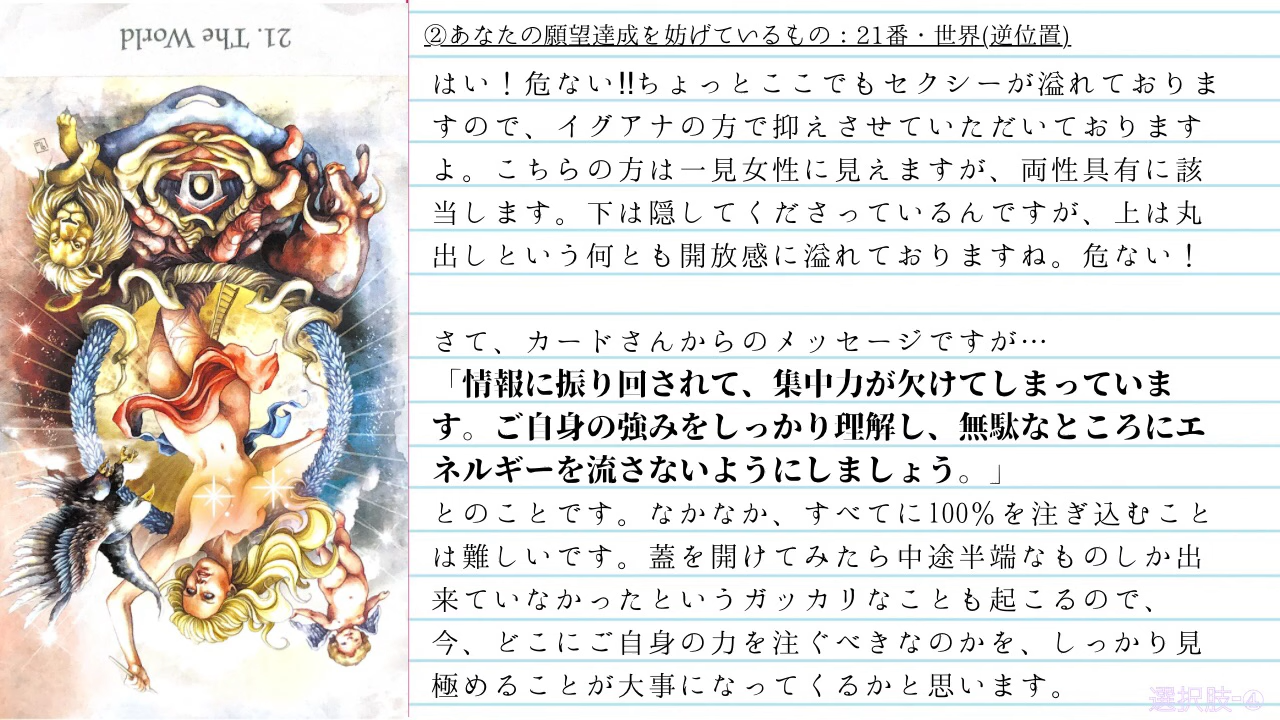 21. The World
②あなたの願望達成を妨げているもの：21番・世界(逆位置)
はい！危ない‼ちょっとここでもセクシーが溢れておりま
すので、イグアナの方で抑えさせていただいております
よ。こちらの方は一見女性に見えますが、両性具有に該
当します。下は隠してくださっているんですが、上は丸
出しという何とも開放感に溢れておりますね。危ない！
さて、カードさんからのメッセージですが…
「情報に振り回されて、集中力が欠けてしまっていま
す。ご自身の強みをしっかり理解し、無駄なところにエ
ネルギーを流さないようにしましょう。」
とのことです。なかなか、すべてに100％を注ぎ込むこと
は難しいです。蓋を開けてみたら中途半端なものしか出
来ていなかったというガッカリなことも起こるので、
今、どこにご自身の力を注ぐべきなのかを、しっかり見
極めることが大事になってくるかと思います。
選択肢-④